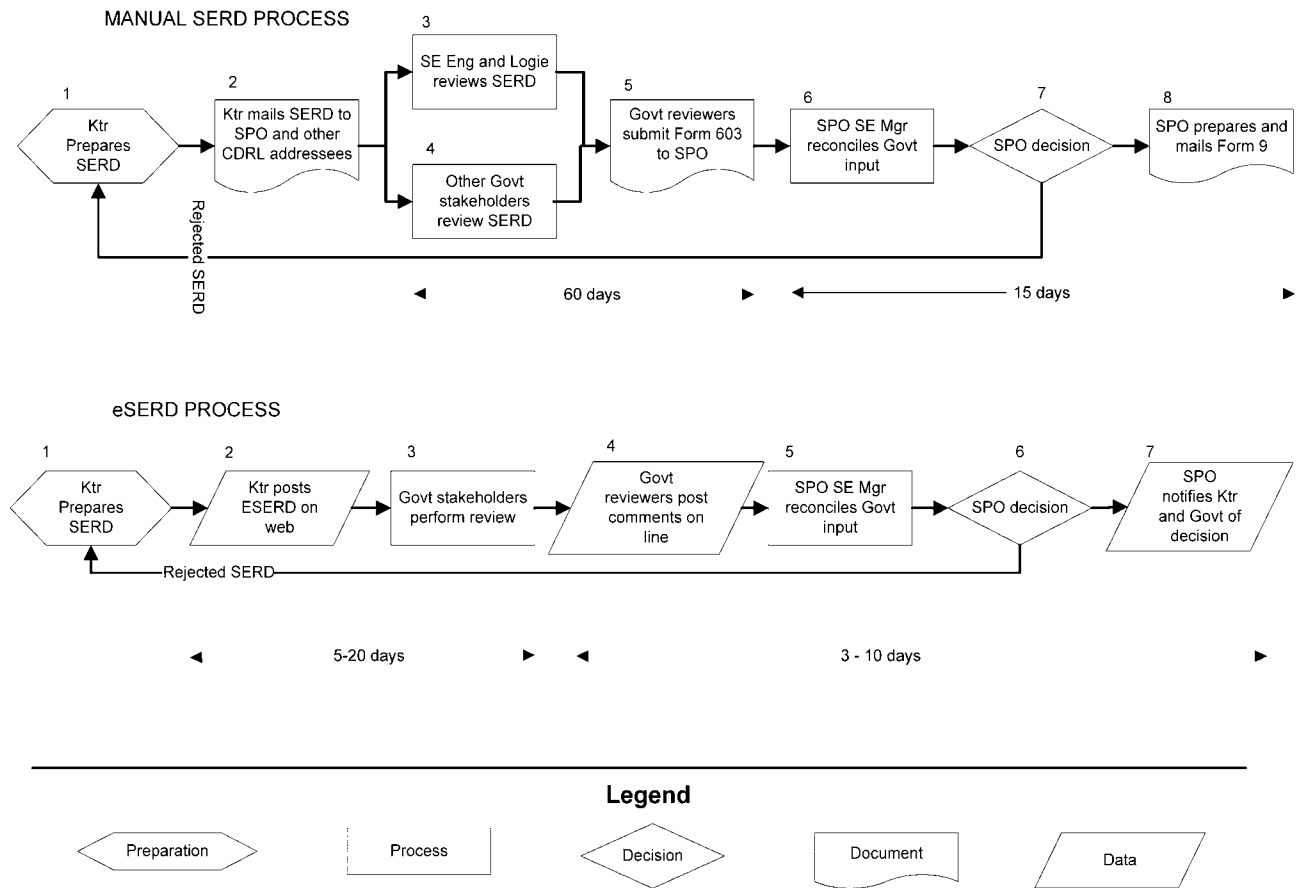 MANUAL SERD PROCESS
1
Ktr
Prepares
SERD
2
Ktr mails SERD to
SPO and other
CDRL addressees
3
SE Eng and Logie
reviews SERD
4
Other Govt
stakeholders
review SERD
5
Govt reviewers
submit Form 603
to SPO
6
SPO SE Mgr
reconciles Govt
input
7
SPO decision
8
SPO prepares and
mails Form 9
Rejected SERD
60 days
15 days
eSERD PROCESS
1
Ktr
Prepares
SERD
2
Ktr posts
ESERD on
web
3
Govt stakeholders
perform review
4
Govt
reviewers post
comments on
line
5
SPO SE Mgr
reconciles Govt
input
6
SPO decision
7
SPO
notifies Ktr
and Govt of
decision
Rejected SERD
5-20 days
3 - 10 days
Legend
Preparation
Process
Decision
Document
Data